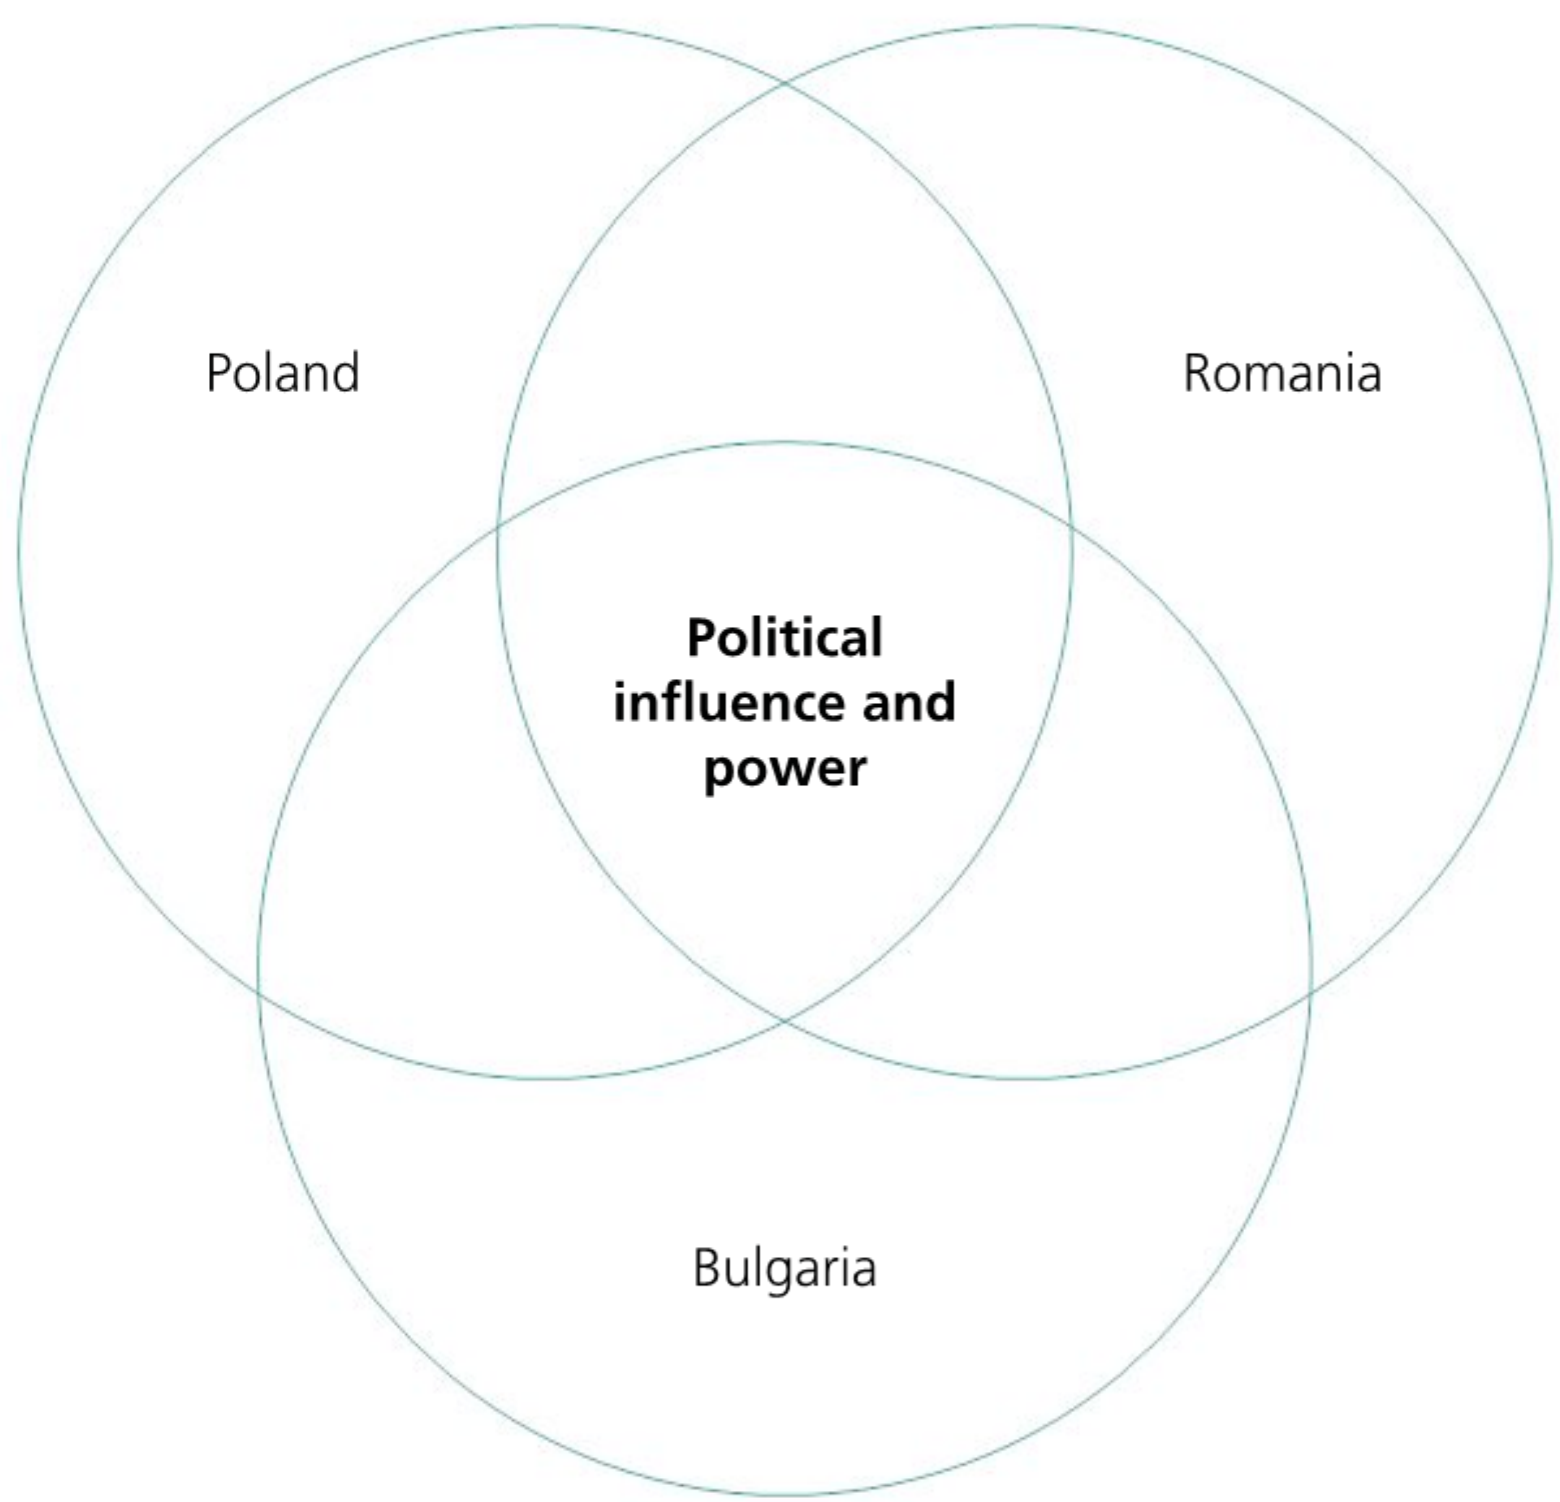 Poland
Romania
Political
influence and
power
Bulgaria